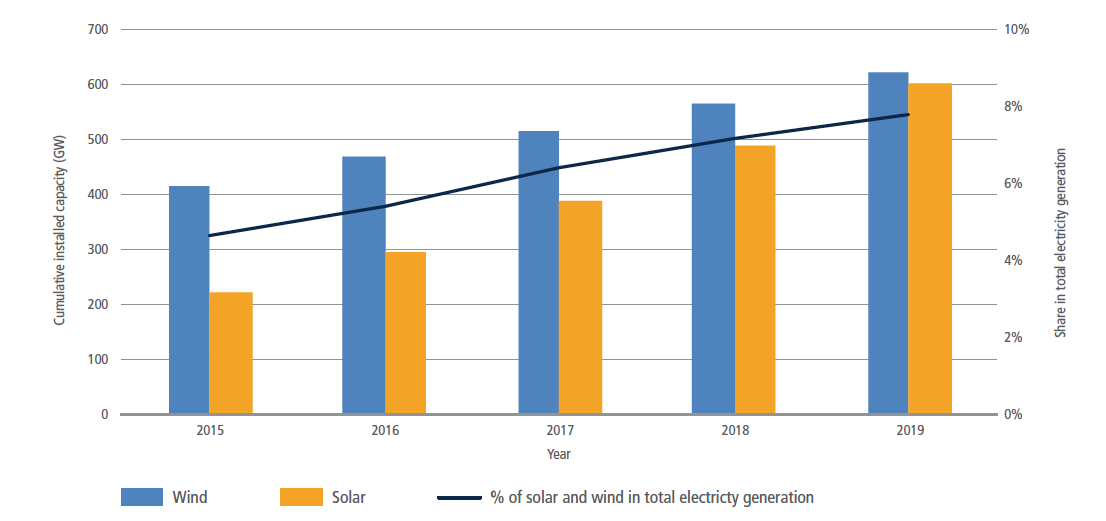 700
600
500
400
300
200
100
0
Cumulative installed capacity (GW)
10%
8%
6%
4%
2%
0%
Share in total electricity generation
2015 2016 2017 2018 2019
Year
Wind Solar % of solar and wind in total electricty generation